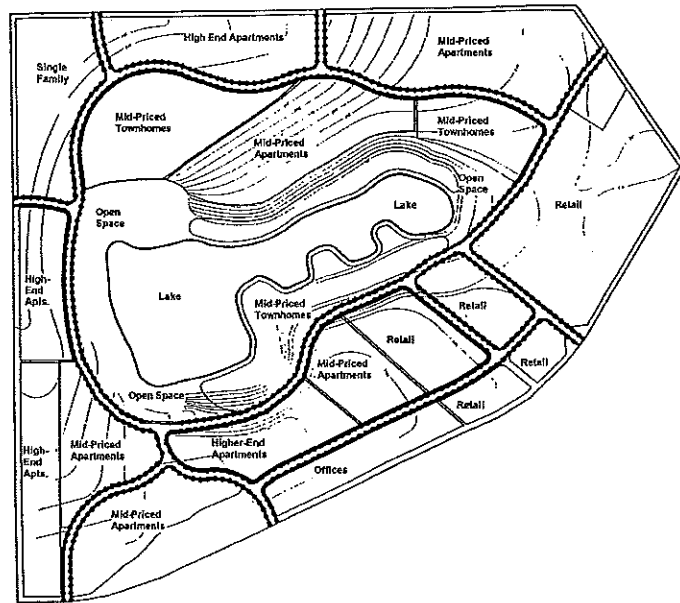 High End Apartments
Mid-Priced
Apartments
Single
Family
Mid-Priced
Townhomes
Mid-Priced
Apartments
Mid-Priced
Townhomes
Open
Space
Lake
Retail
Open
Space
High-
End
Apts.
Lake
Mid-Priced
Townhomes
Retail
Retail
Mid-Priced
Apartments
Retail
Open Space
Retail
High-
End
Apts.
Mid-Priced
Apartments
Higher-End
Apartments
Offices
Mid-Priced
Apartments